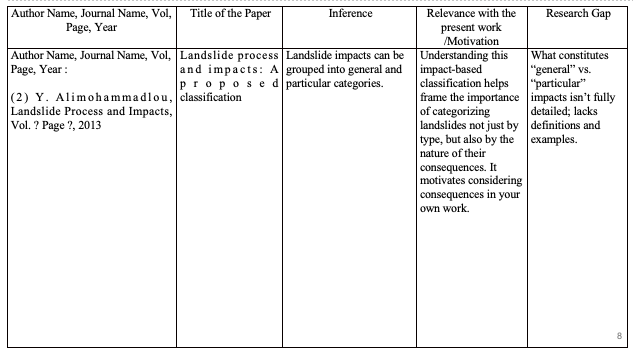 Author Name, Journal Name, Vol,
Page, Year
Title of the Paper
Inference
Relevance with the
present work
/Motivation
Research Gap
Author Name, Journal Name, Vol,
Page, Year :
(2) Y. Alimohammadlou,
Landslide Process and Impacts,
Vol. ? Page ?, 2013
Landslide process
and impacts: A
proposed
classification
Landslide impacts can be
grouped into general and
particular categories.
Understanding this
impact-based
classification helps
frame the importance
of categorizing
landslides not just by
type, but also by the
nature of their
consequences. It
motivates considering
consequences in your
own work.
What constitutes
“general” vs.
“particular”
impacts isn’t fully
detailed; lacks
definitions and
examples.
8